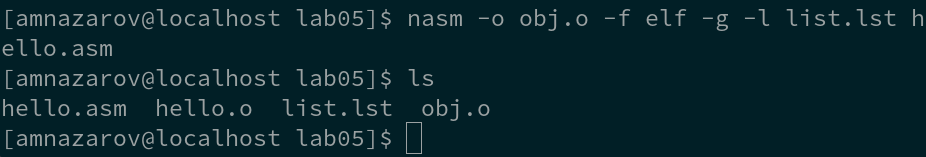 [amnazarov@localhost lab05]$ nasm -o obj.o -f elf -g -l list.lst h
ello.asm
[amnazarov@localhost lab05]$ ls
hello.asm  hello.o  list.lst  obj.o
[amnazarov@localhost lab05]$